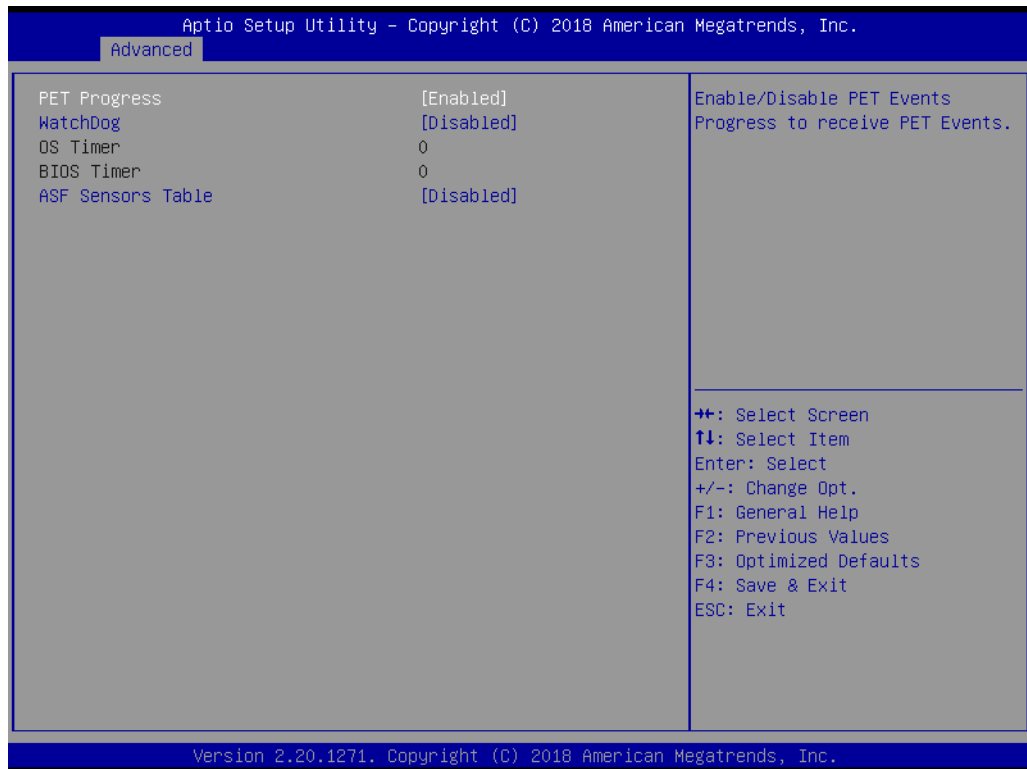 Aptio Setup Utility – Copyright (C) 2018 American Megatrends, Inc.
Advanced
PET Progress [Enabled]
WatchDog [Disabled]
OS Timer 0
BIOS Timer 0
ASF Sensors Table [Disabled]
Enable/Disable PET Events
Progress to receive PET Events.
→←: Select Screen
↑↓: Select Item
Enter: Select
+/-: Change Opt.
F1: General Help
F2: Previous Values
F3: Optimized Defaults
F4: Save & Exit
ESC: Exit
Version 2.20.1271. Copyright (C) 2018 American Megatrends, Inc.